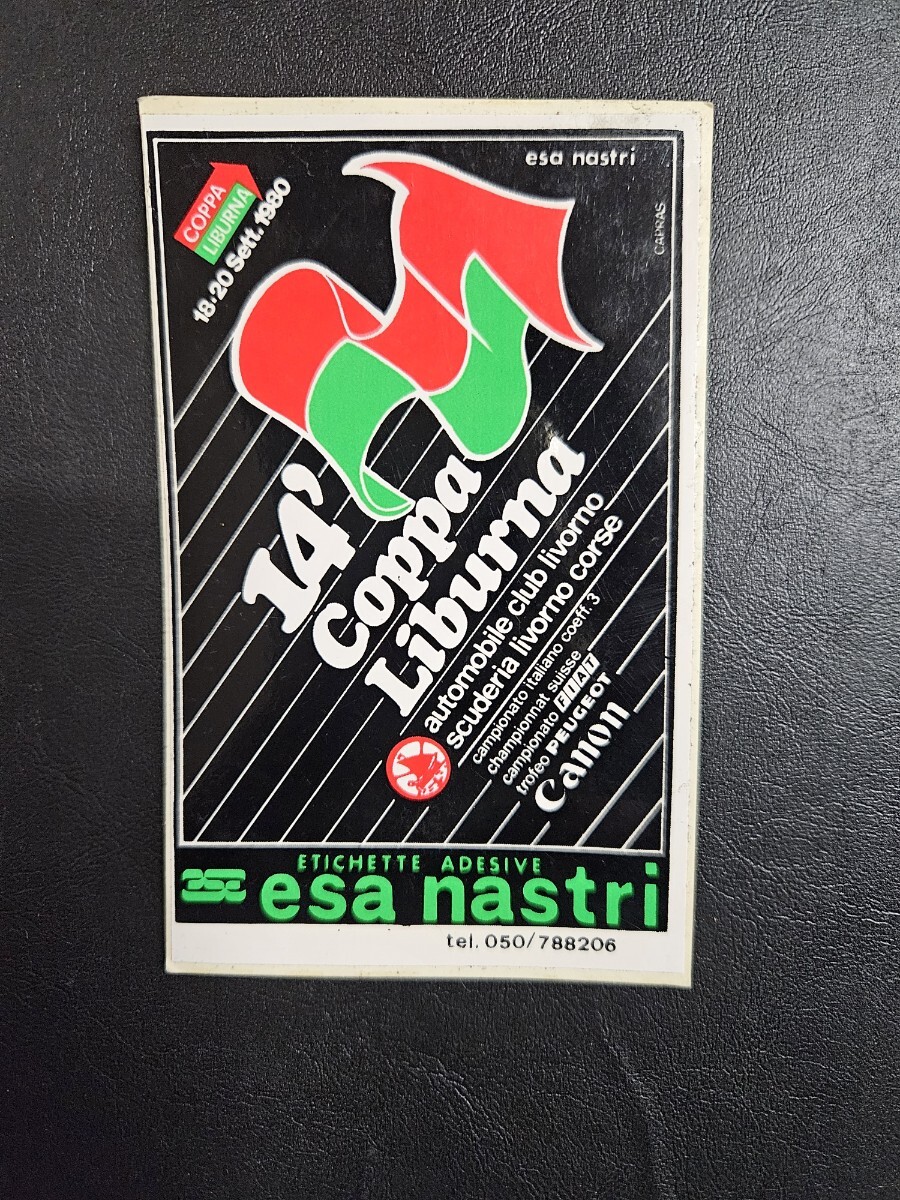 esa nastri
CAPRAS
COPPA
LIBURNA
18·20 Sett. 1980
14'
Coppa
Liburna
automobile club livorno
scuderia livorno corse
campionato italiano coeff. 3
championnat suisse
campionato FIAT
trofeo PEUGEOT
Canon
ETICHETTE ADESIVE
esa nastri
tel. 050/788206